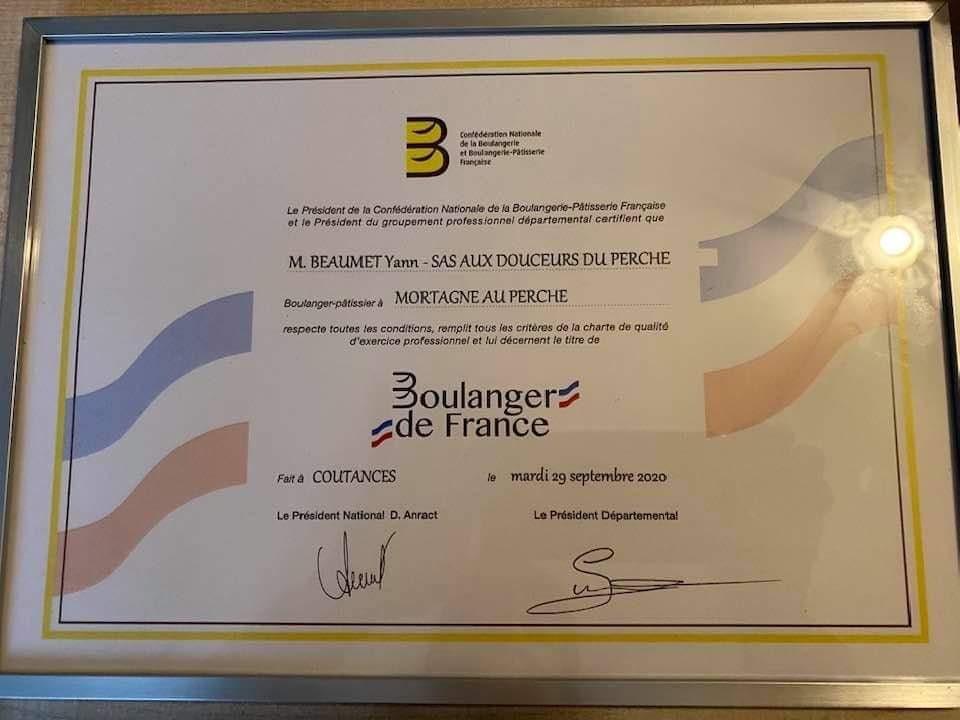 Confédération Nationale
de la Boulangerie
et Boulangerie-Pâtisserie
Française
Le Président de la Confédération Nationale de la Boulangerie-Pâtisserie Française
et le Président du groupement professionnel départemental certifient que
M. BEAUMET Yann - SAS AUX DOUCEURS DU PERCHE
Boulanger-pâtissier à MORTAGNE AU PERCHE
respecte toutes les conditions, remplit tous les critères de la charte de qualité
d'exercice professionnel et lui décernent le titre de
Boulanger
de France
Fait à COUTANCES le mardi 29 septembre 2020
Le Président National D. Anract Le Président Départemental